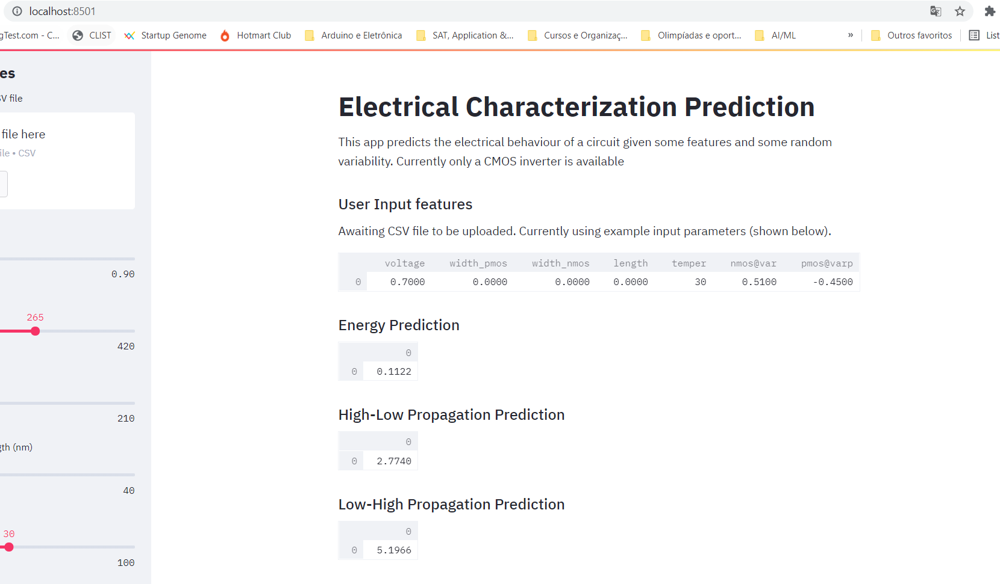 localhost:8501
gTest.com - C...
CLIST
Startup Genome
Hotmart Club
Arduino e Eletrônica
SAT, Application &...
Cursos e Organizaç...
Olimpíadas e oport...
AI/ML
»
Outros favoritos
List
es
SV file
file here
ile • CSV
0.90
265
420
210
gth (nm)
40
30
100
Electrical Characterization Prediction
This app predicts the electrical behaviour of a circuit given some features and some random
variability. Currently only a CMOS inverter is available
User Input features
Awaiting CSV file to be uploaded. Currently using example input parameters (shown below).
voltage width_pmos width_nmos length temper nmos@var pmos@varp
0 0.7000 0.0000 0.0000 0.0000 30 0.5100 -0.4500
Energy Prediction
0
0 0.1122
High-Low Propagation Prediction
0
0 2.7740
Low-High Propagation Prediction
0
0 5.1966